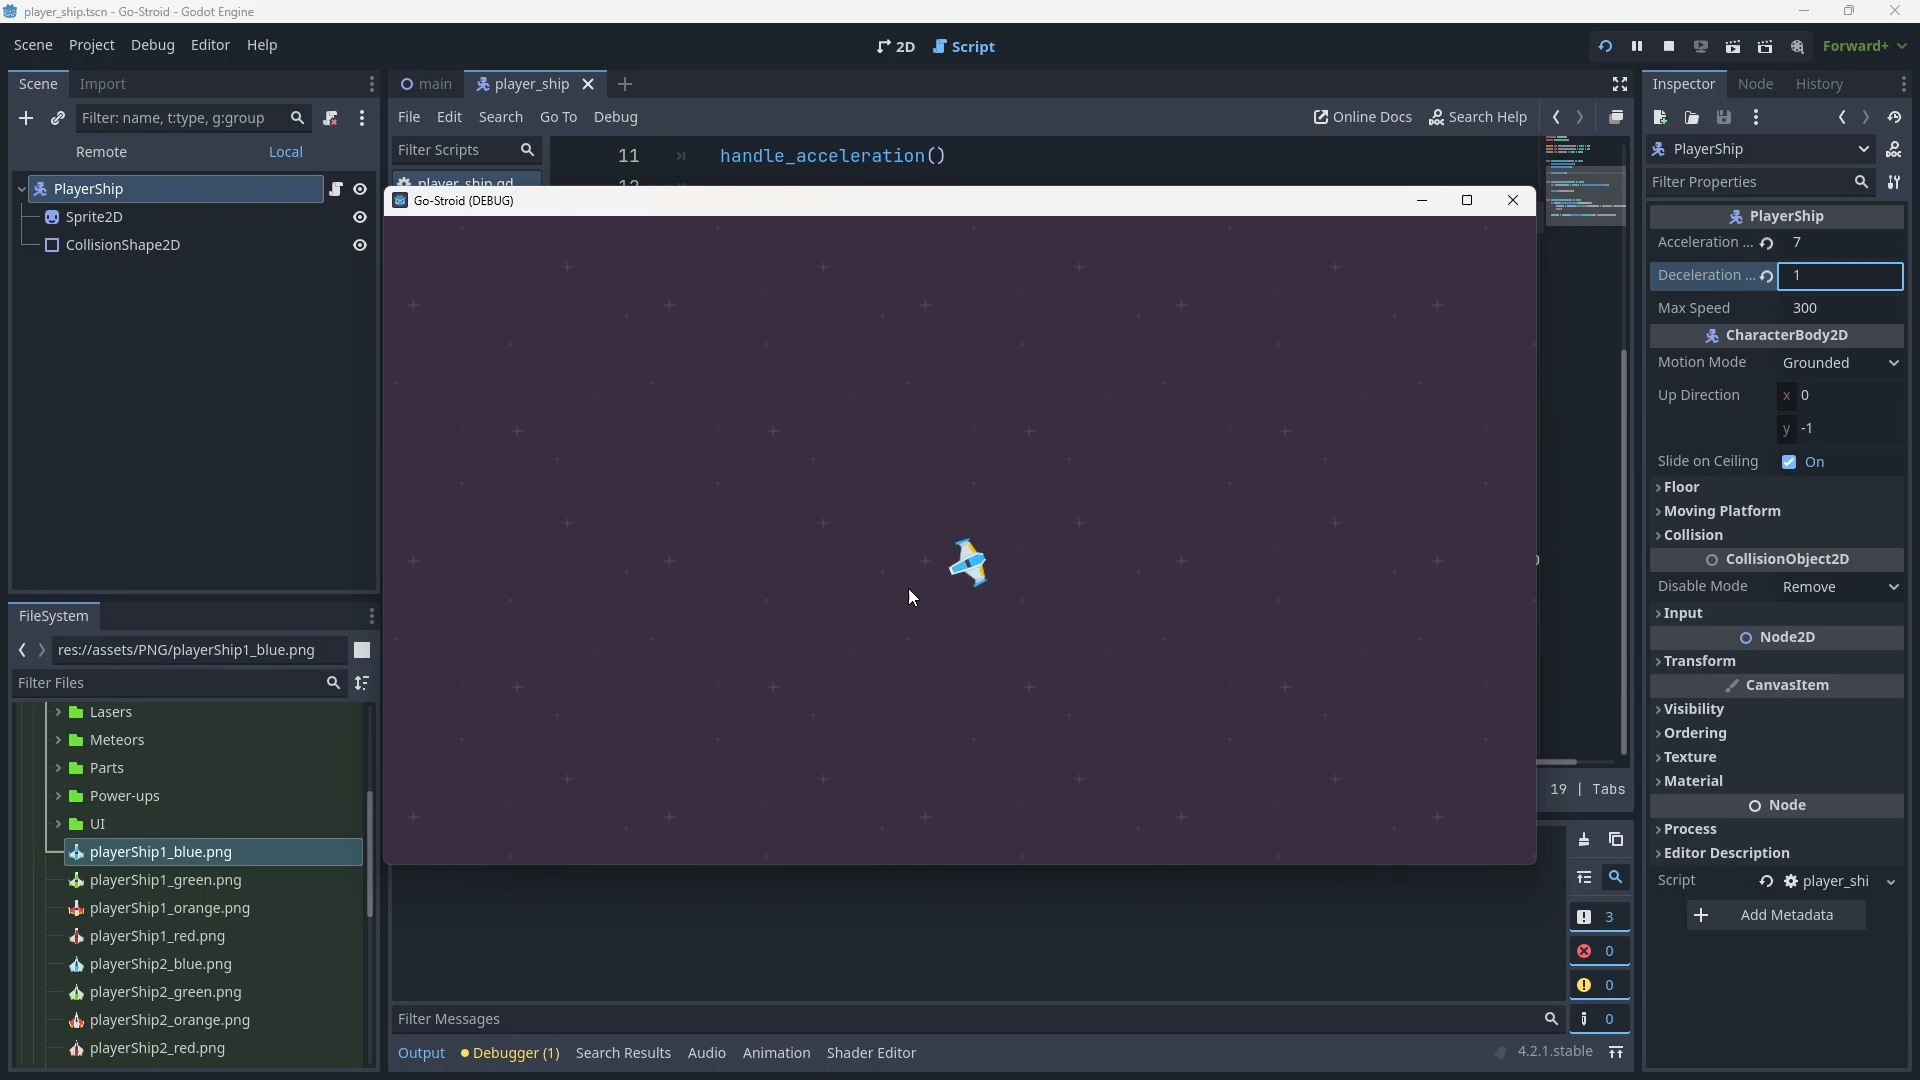 player_ship.tscn - Go-Stroid - Godot Engine
Scene Project Debug Editor Help
2D Script
Forward+
Scene Import
main player_ship
Inspector Node History
Filter: name, t:type, g:group
File Edit Search Go To Debug
Online Docs Search Help
Remote Local
Filter Scripts
11 handle_acceleration()
PlayerShip
Filter Properties
player_ship.gd
PlayerShip
Sprite2D
CollisionShape2D
Go-Stroid (DEBUG)
PlayerShip
Acceleration ... 7
Deceleration ... 1
Max Speed 300
CharacterBody2D
Motion Mode Grounded
Up Direction x 0
y -1
Slide on Ceiling On
Floor
Moving Platform
Collision
CollisionObject2D
Disable Mode Remove
Input
Node2D
Transform
CanvasItem
Visibility
Ordering
Texture
Material
Node
Process
Editor Description
Script player_shi
Add Metadata
FileSystem
res://assets/PNG/playerShip1_blue.png
Filter Files
Lasers
Meteors
Parts
Power-ups
UI
playerShip1_blue.png
playerShip1_green.png
playerShip1_orange.png
playerShip1_red.png
playerShip2_blue.png
playerShip2_green.png
playerShip2_orange.png
playerShip2_red.png
19 | Tabs
3
0
0
0
Filter Messages
Output Debugger (1) Search Results Audio Animation Shader Editor
4.2.1.stable